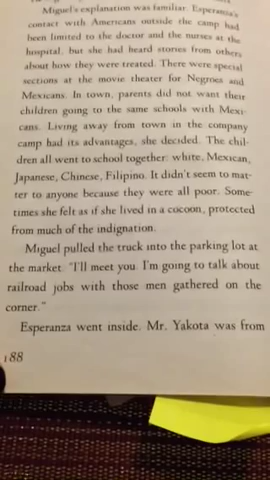 Miguel's explanation was familiar. Esperanza's
contact with Americans outside the camp had
been limited to the doctor and the nurses at the
hospital, but she had heard stories from others
about how they were treated. There were special
sections at the movie theater for Negroes and
Mexicans. In town, parents did not want their
children going to the same schools with Mexi-
cans. Living away from town in the company
camp had its advantages, she decided. The chil-
dren all went to school together: white, Mexican,
Japanese, Chinese, Filipino. It didn't seem to mat-
ter to anyone because they were all poor. Some-
times she felt as if she lived in a cocoon, protected
from much of the indignation.
Miguel pulled the truck into the parking lot at
the market. "I'll meet you. I'm going to talk about
railroad jobs with those men gathered on the
corner."
Esperanza went inside. Mr. Yakota was from
188